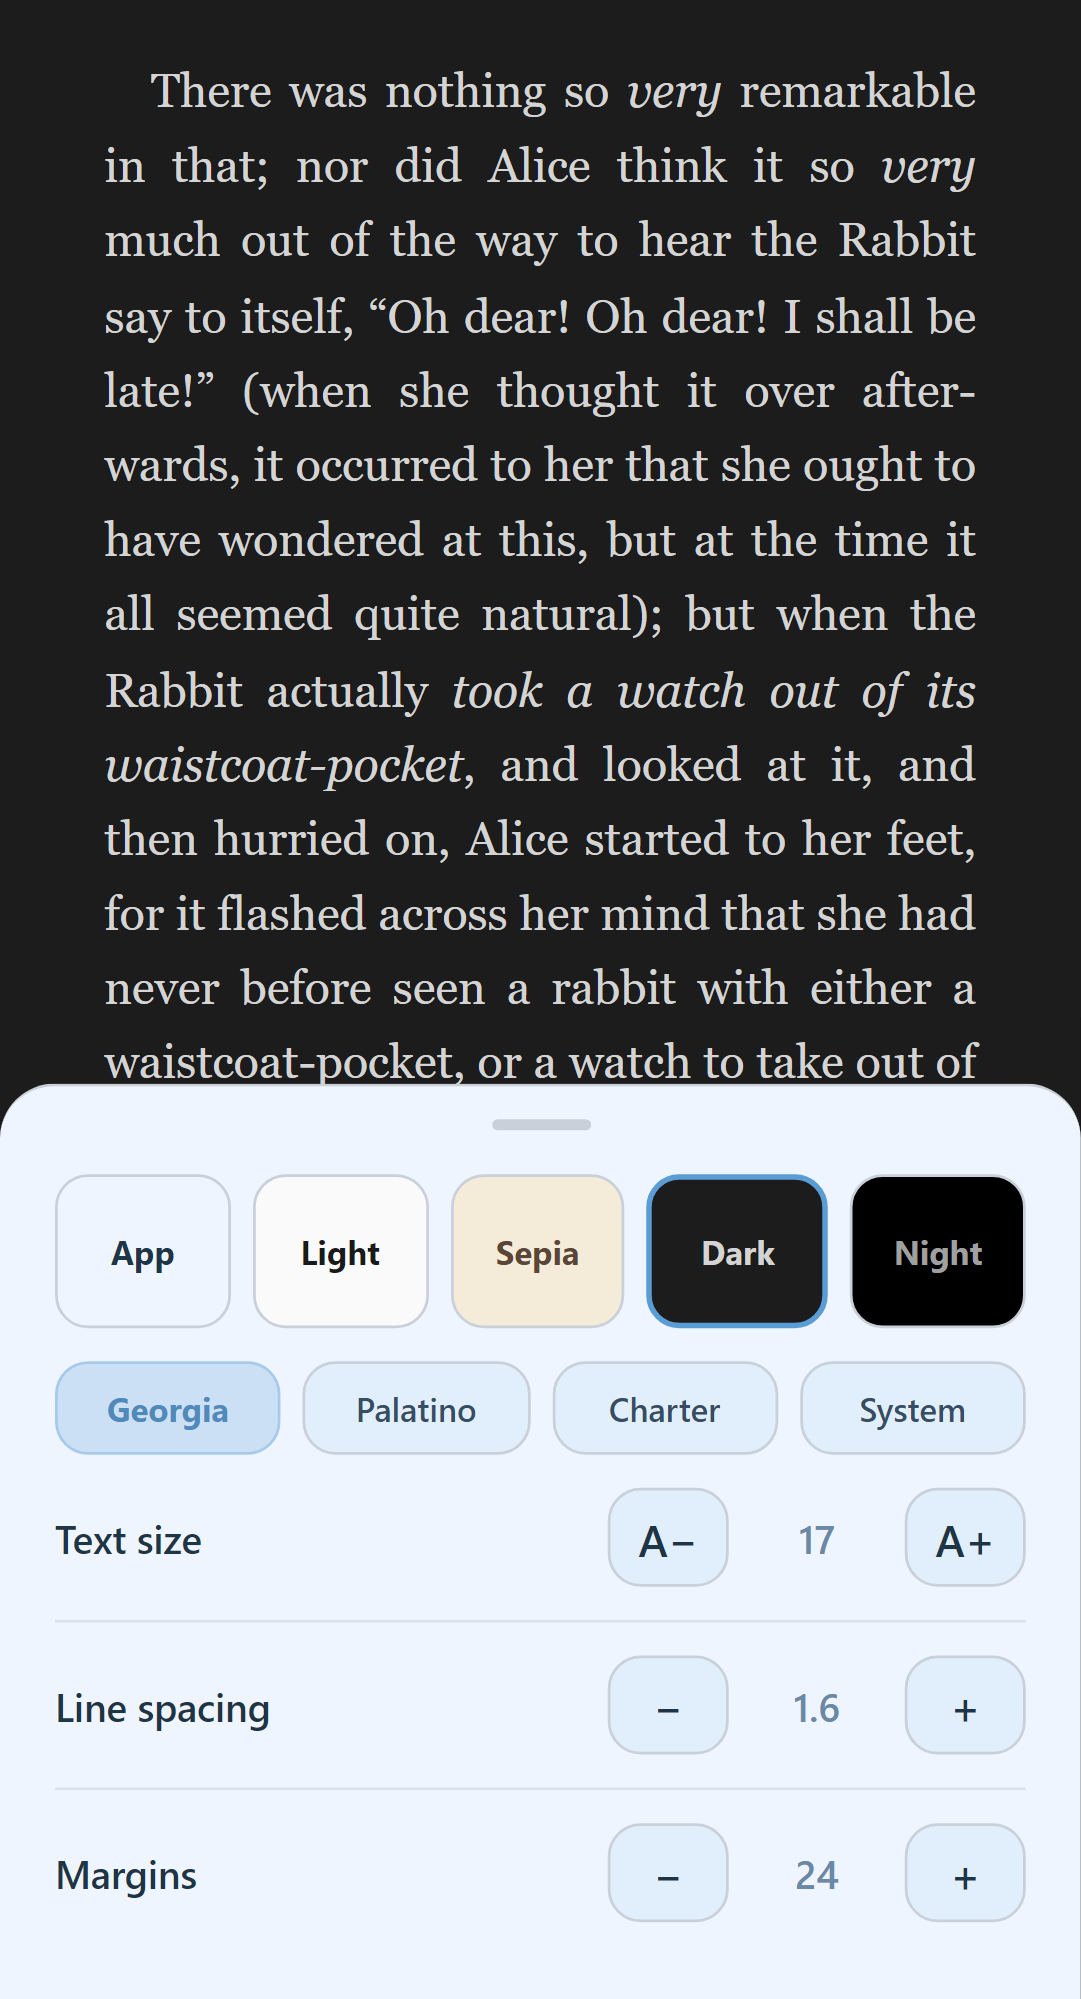 There was nothing so very remarkable
in that; nor did Alice think it so very
much out of the way to hear the Rabbit
say to itself, “Oh dear! Oh dear! I shall be
late!” (when she thought it over after-
wards, it occurred to her that she ought to
have wondered at this, but at the time it
all seemed quite natural); but when the
Rabbit actually took a watch out of its
waistcoat-pocket, and looked at it, and
then hurried on, Alice started to her feet,
for it flashed across her mind that she had
never before seen a rabbit with either a
waistcoat-pocket, or a watch to take out of
App Light Sepia Dark Night
Georgia Palatino Charter System
Text size A− 17 A+
Line spacing − 1.6 +
Margins − 24 +